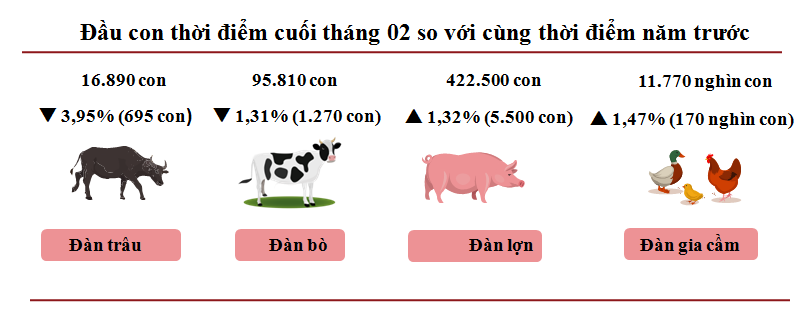 Đầu con thời điểm cuối tháng 02 so với cùng thời điểm năm trước
16.890 con
95.810 con
422.500 con
11.770 nghìn con
▼ 3,95% (695 con)
▼ 1,31% (1.270 con)
▲ 1,32% (5.500 con)
▲ 1,47% (170 nghìn con)
Đàn trâu
Đàn bò
Đàn lợn
Đàn gia cầm